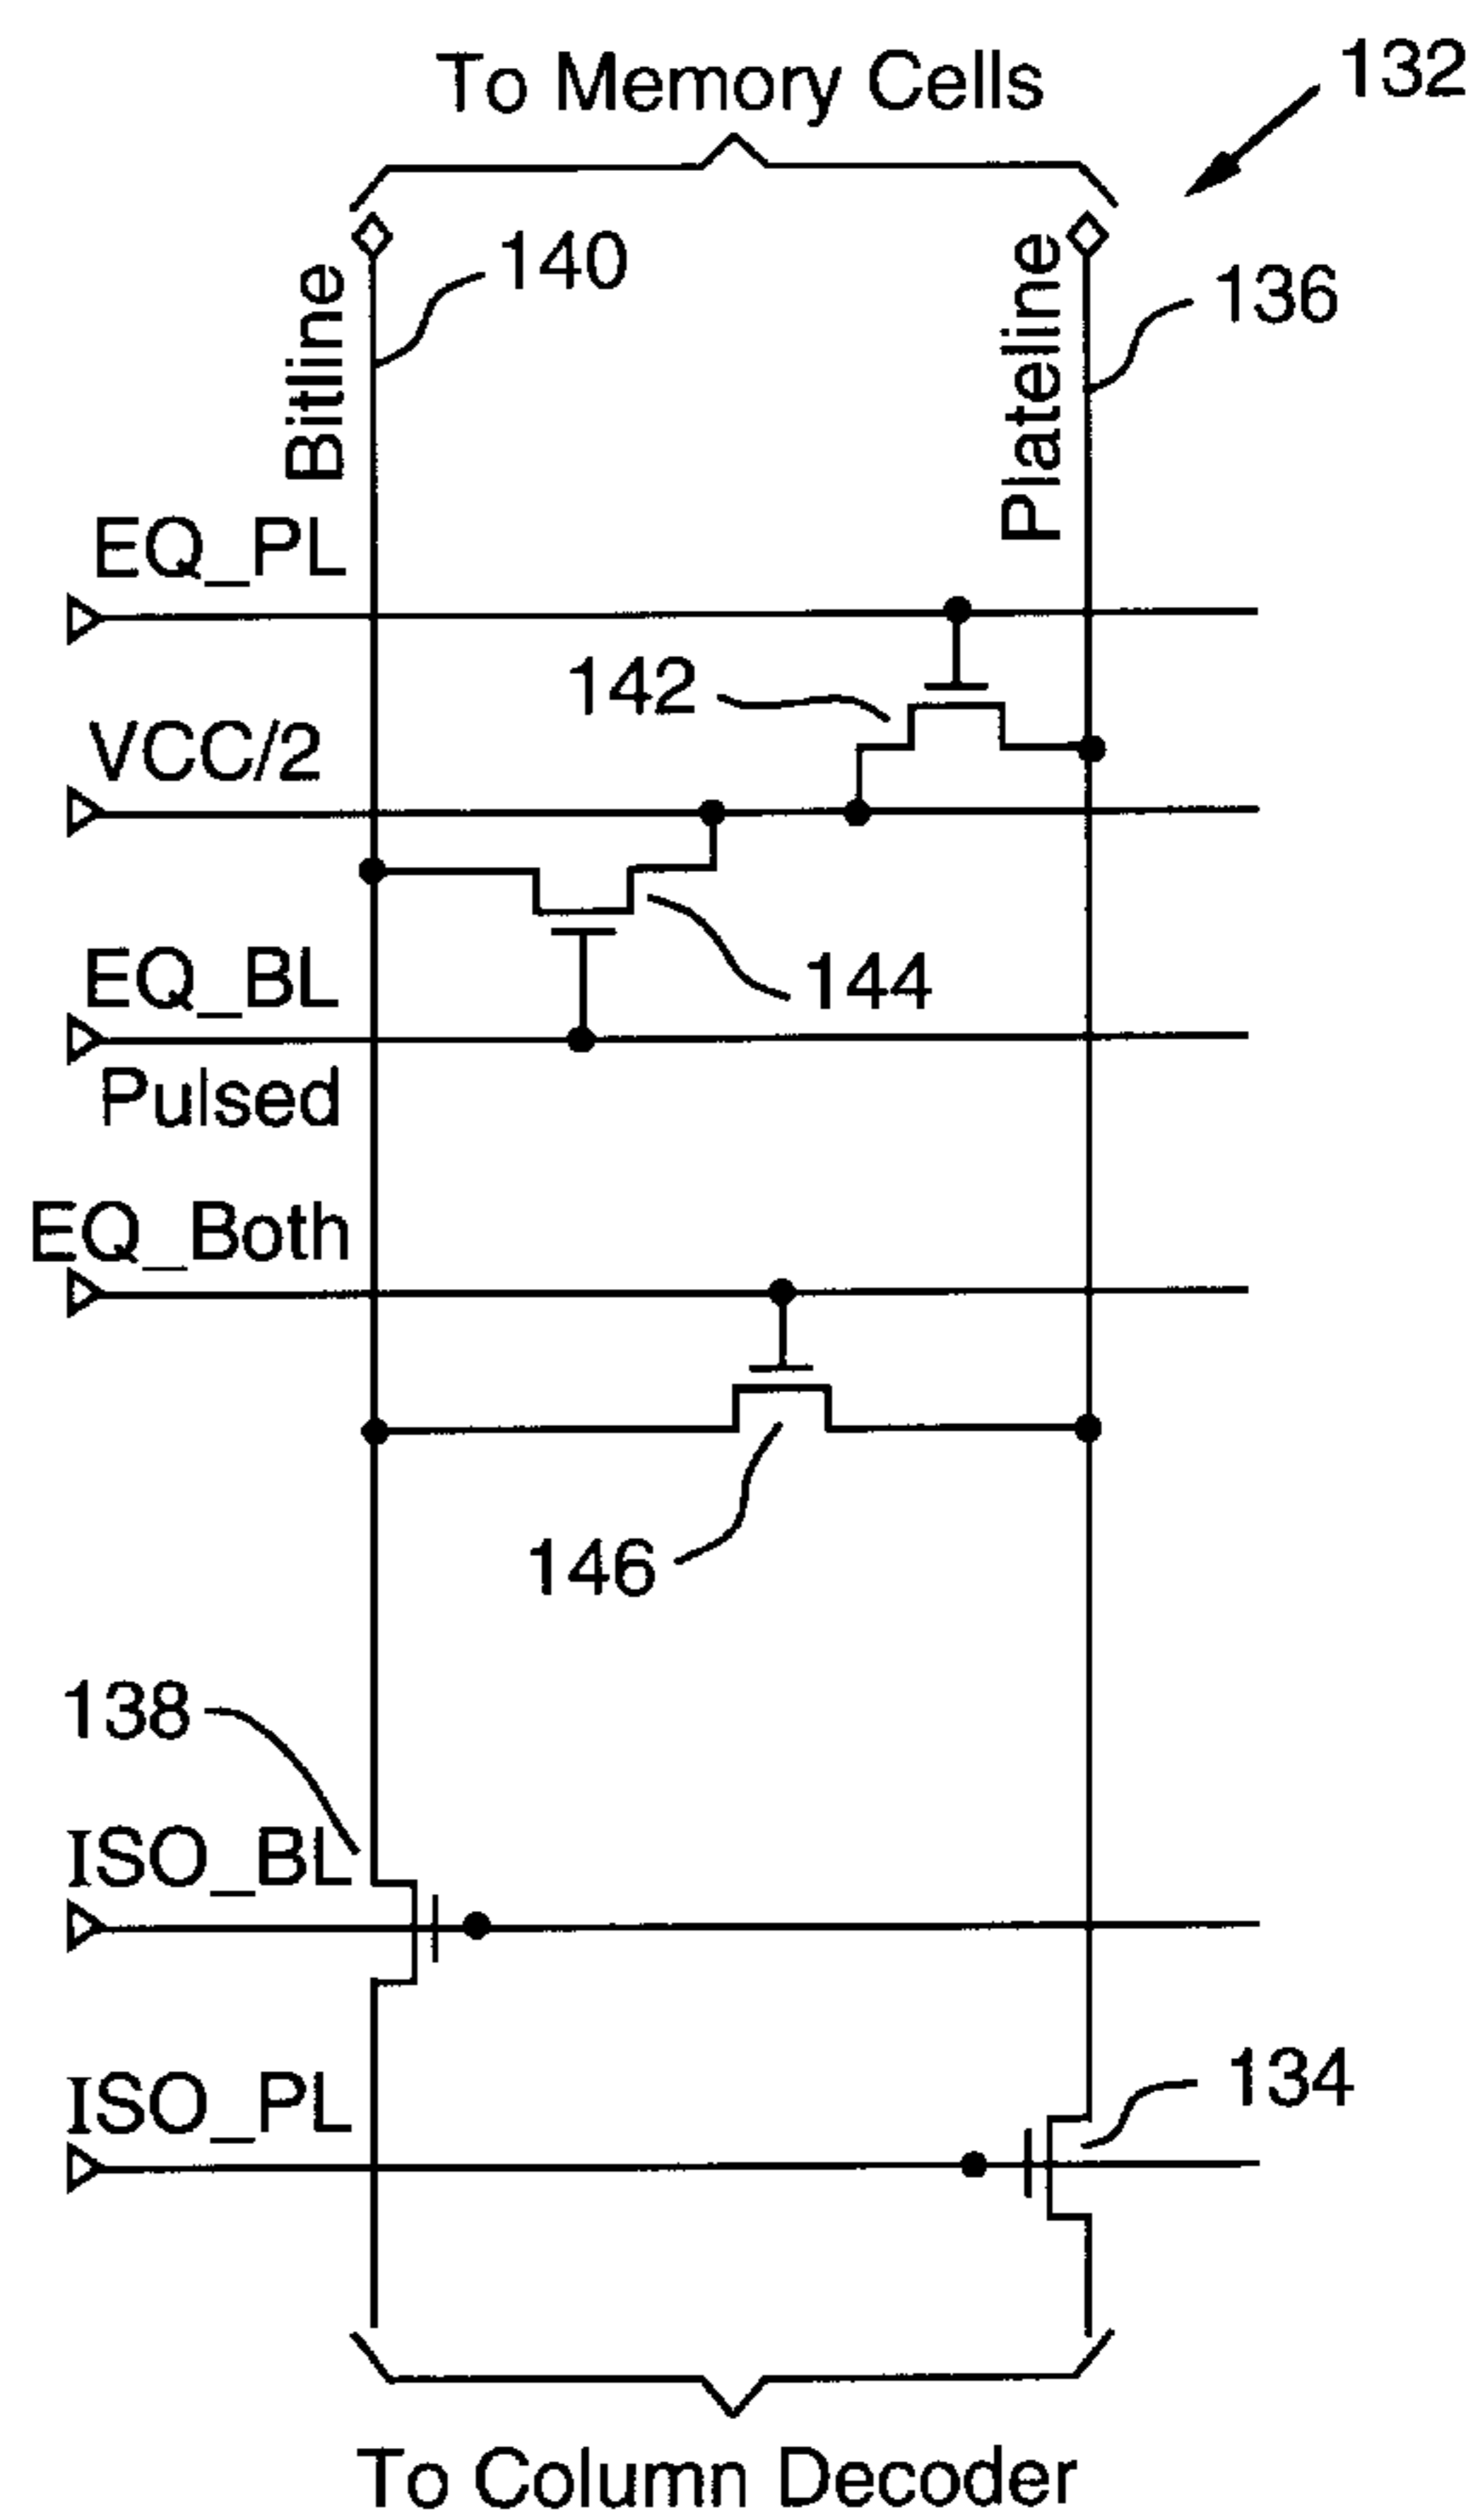 To Memory Cells
132
140
136
Bitline
Plateline
EQ_PL
142
VCC/2
144
EQ_BL
Pulsed
EQ_Both
146
138
ISO_BL
134
ISO_PL
To Column Decoder